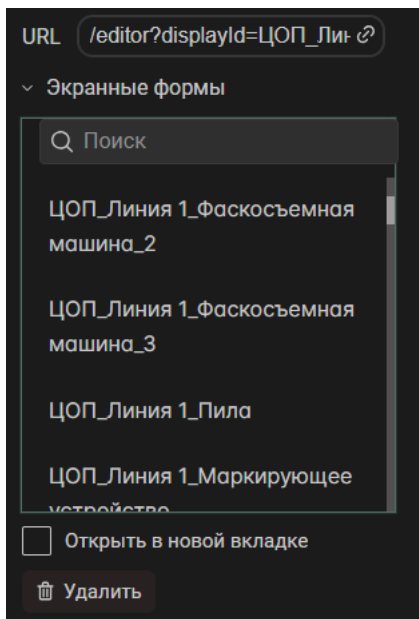 URL /editor?displayId=ЦОП_Лин
Экранные формы
Поиск
ЦОП_Линия 1_Фаскосъемная
машина_2
ЦОП_Линия 1_Фаскосъемная
машина_3
ЦОП_Линия 1_Пила
ЦОП_Линия 1_Маркирующее
устройство
Открыть в новой вкладке
Удалить